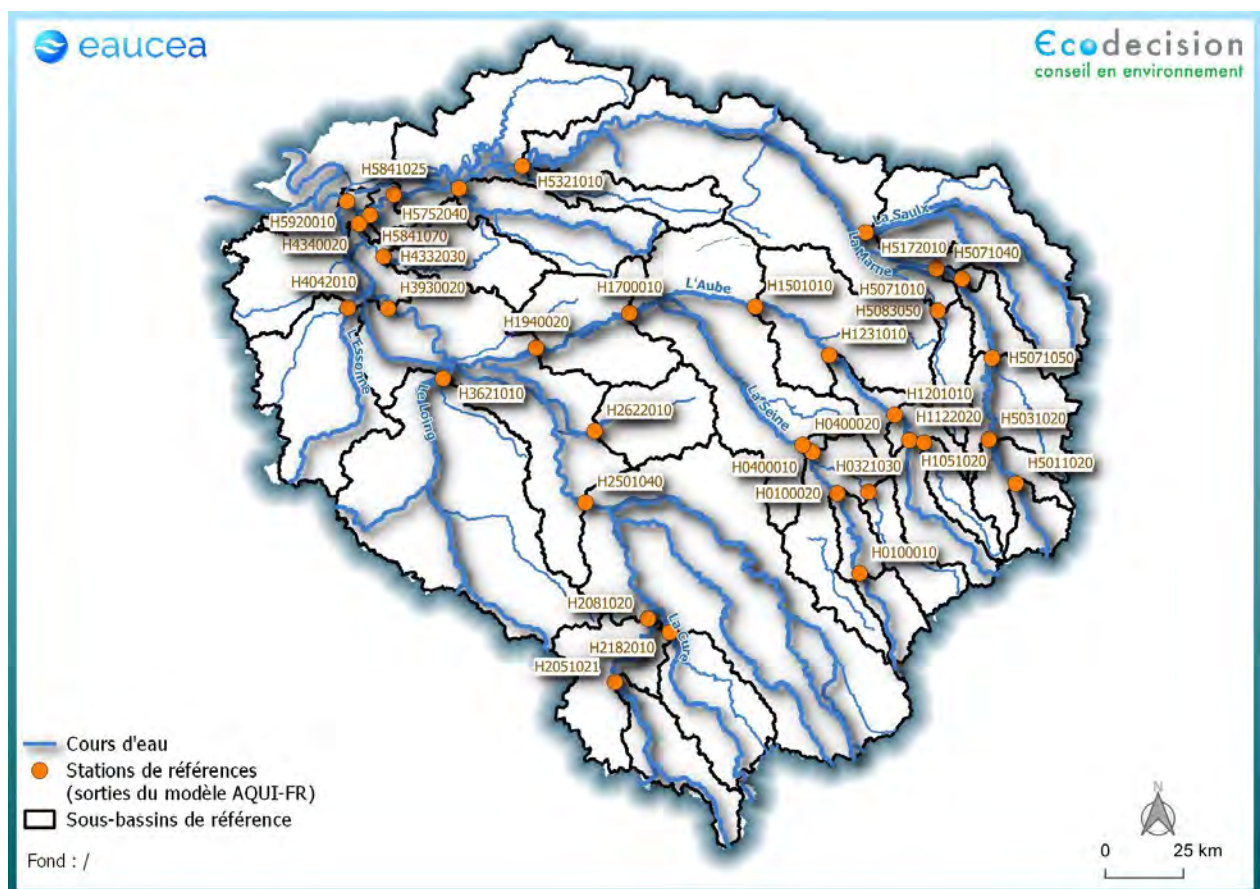 eaucea
Ecodecision
conseil en environnement
H5841025
H5321010
H5920010
H5752040
H4340020
H5841070
H4332030
H4042010
H3930020
La Saulx
La Marne
H5172010
H5071040
H1700010
L'Aube
H1501010
H5071010
H5083050
H1940020
H1231010
H5071050
L'Essonne
Le Loing
H3621010
La Seine
H1201010
H2622010
H0400020
H1122020
H5031020
H0400010
H0321030
H1051020
H5011020
H2501040
H0100020
H0100010
H2081020
La Cure
H2182010
H2051021
Cours d'eau
Stations de références
(sorties du modèle AQUI-FR)
Sous-bassins de référence
Fond : /
N
0 25 km